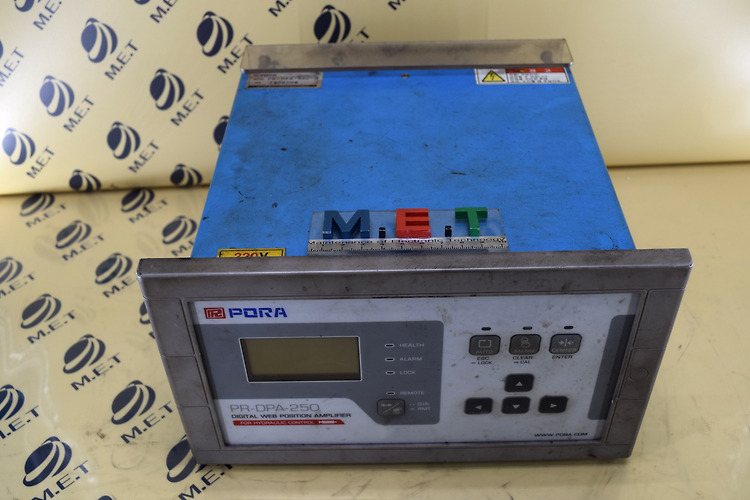 M.E.T
220V
PORA
HEALTH
ALARM
LOCK
REMOTE
ESC
CLEAR
ENTER
LOCK
CAL
PR-DPA-250
DIGITAL WEB POSITION AMPLIFIER
FOR HYDRAULIC CONTROL
WWW.PORA.COM